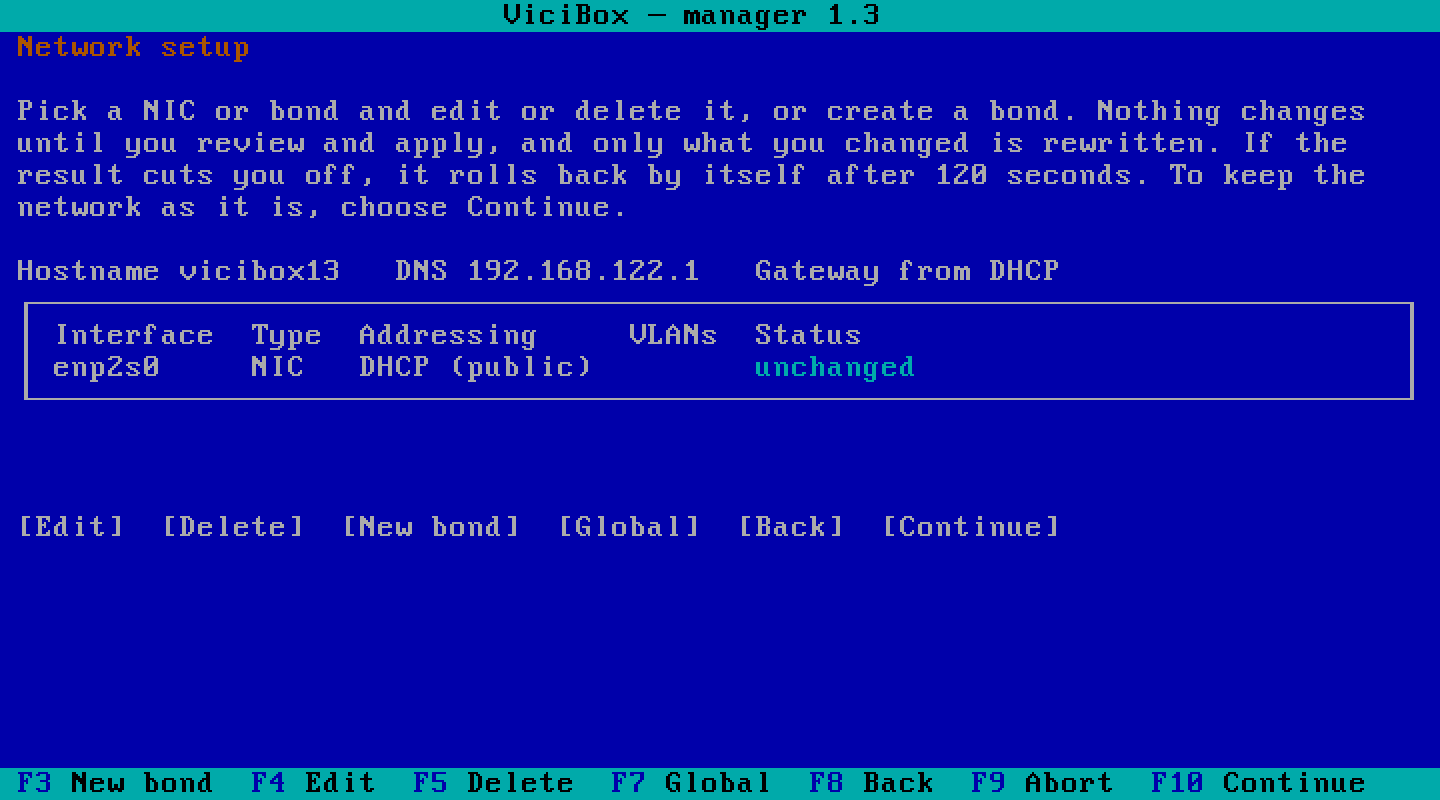 ViciBox — manager 1.3
Network setup
Pick a NIC or bond and edit or delete it, or create a bond. Nothing changes
until you review and apply, and only what you changed is rewritten. If the
result cuts you off, it rolls back by itself after 120 seconds. To keep the
network as it is, choose Continue.
Hostname vicibox13   DNS 192.168.122.1   Gateway from DHCP
Interface  Type  Addressing     VLANs  Status
enp2s0     NIC   DHCP (public)         unchanged
[Edit]  [Delete]  [New bond]  [Global]  [Back]  [Continue]
F3 New bond  F4 Edit  F5 Delete  F7 Global  F8 Back  F9 Abort  F10 Continue